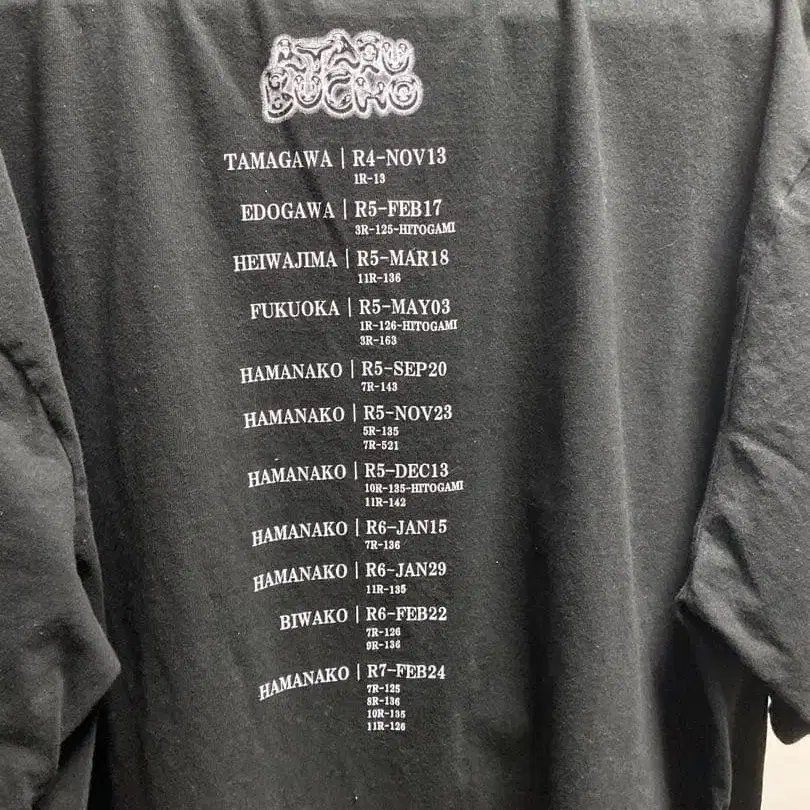 ATARU
BUCHO
TAMAGAWA | R4-NOV13
1R-13
EDOGAWA | R5-FEB17
3R-125-HITOGAMI
HEIWAJIMA | R5-MAR18
11R-136
FUKUOKA | R5-MAY03
1R-126-HITOGAMI
3R-163
HAMANAKO | R5-SEP20
7R-143
HAMANAKO | R5-NOV23
5R-135
7R-521
HAMANAKO | R5-DEC13
10R-135-HITOGAMI
11R-142
HAMANAKO | R6-JAN15
7R-136
HAMANAKO | R6-JAN29
11R-135
BIWAKO | R6-FEB22
7R-126
9R-136
HAMANAKO | R7-FEB24
7R-125
8R-136
10R-135
11R-126